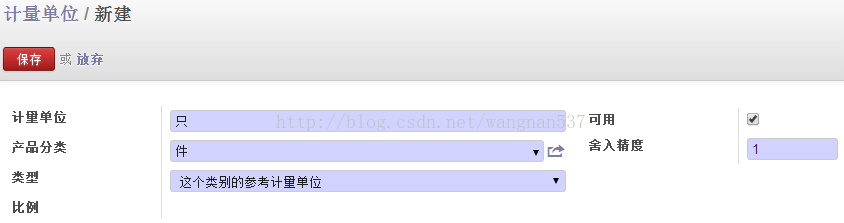 计量单位 / 新建
保存 或 放弃
计量单位 只 可用
产品分类 件 舍入精度 1
类型 这个类别的参考计量单位
比例
http://blog.csdn.net/wangnan537